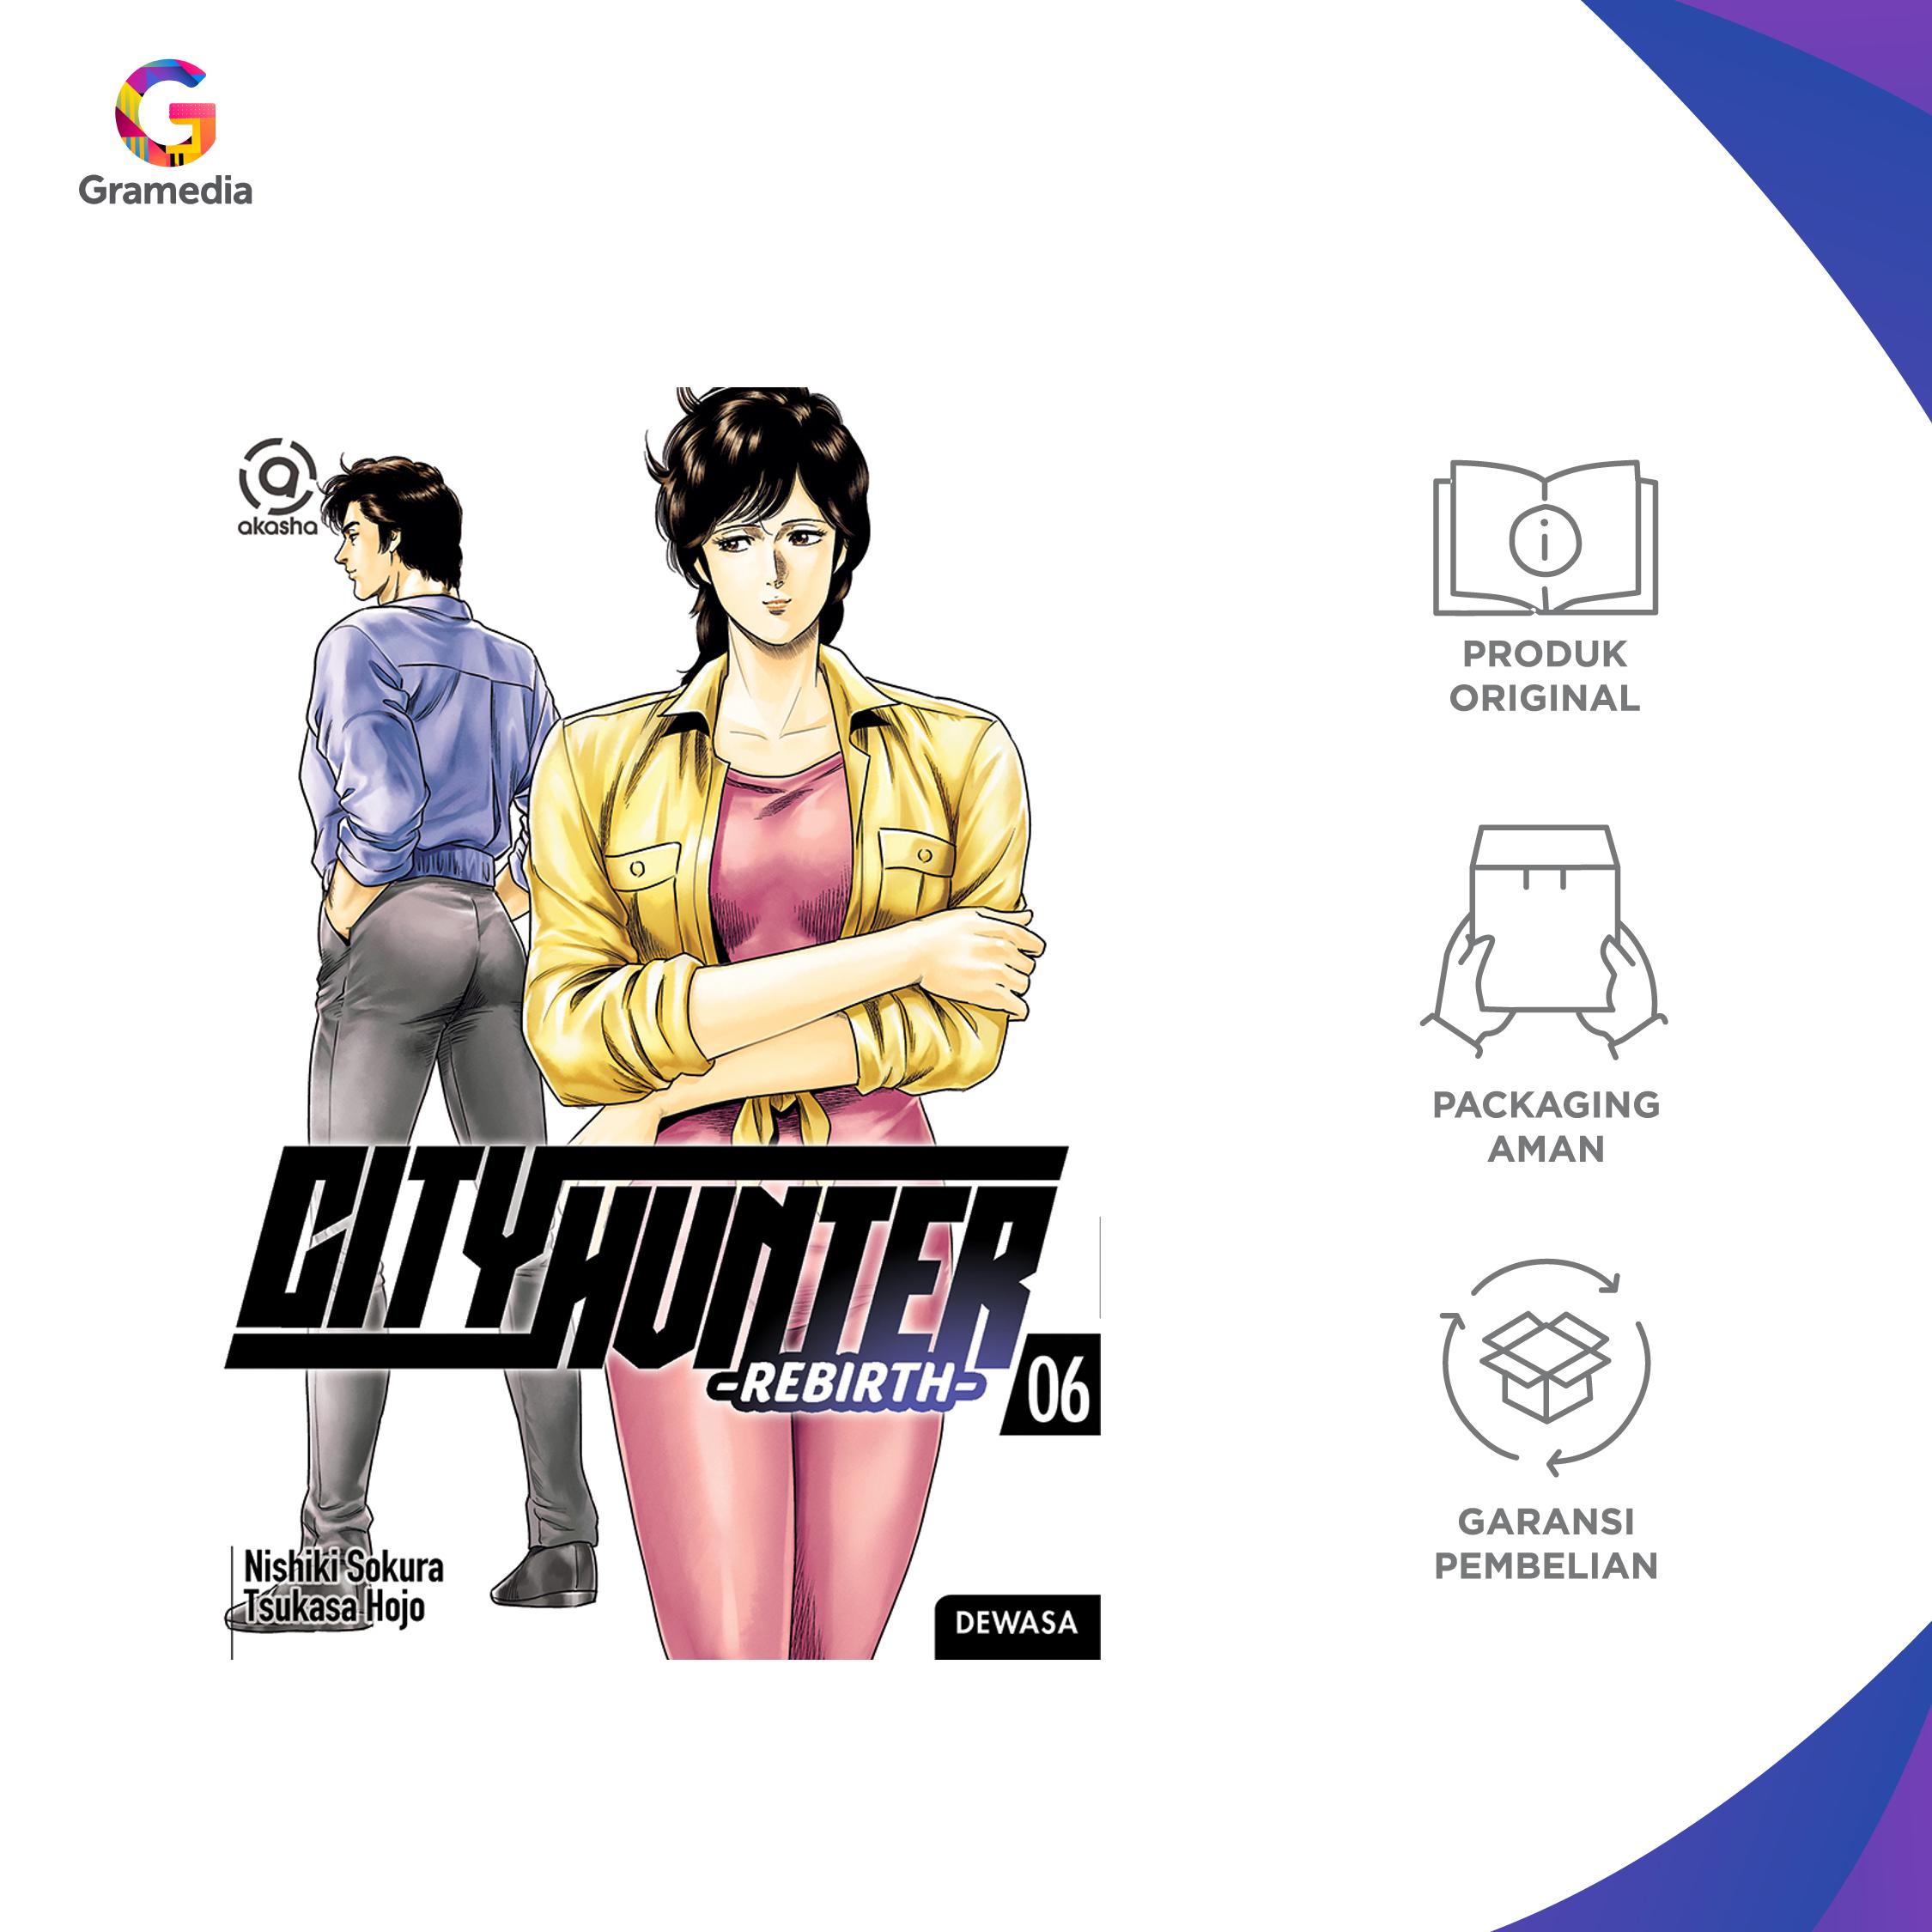 Gramedia
akasha
CITY HUNTER
-REBIRTH-
06
Nishiki Sokura
Tsukasa Hojo
DEWASA
PRODUK
ORIGINAL
PACKAGING
AMAN
GARANSI
PEMBELIAN